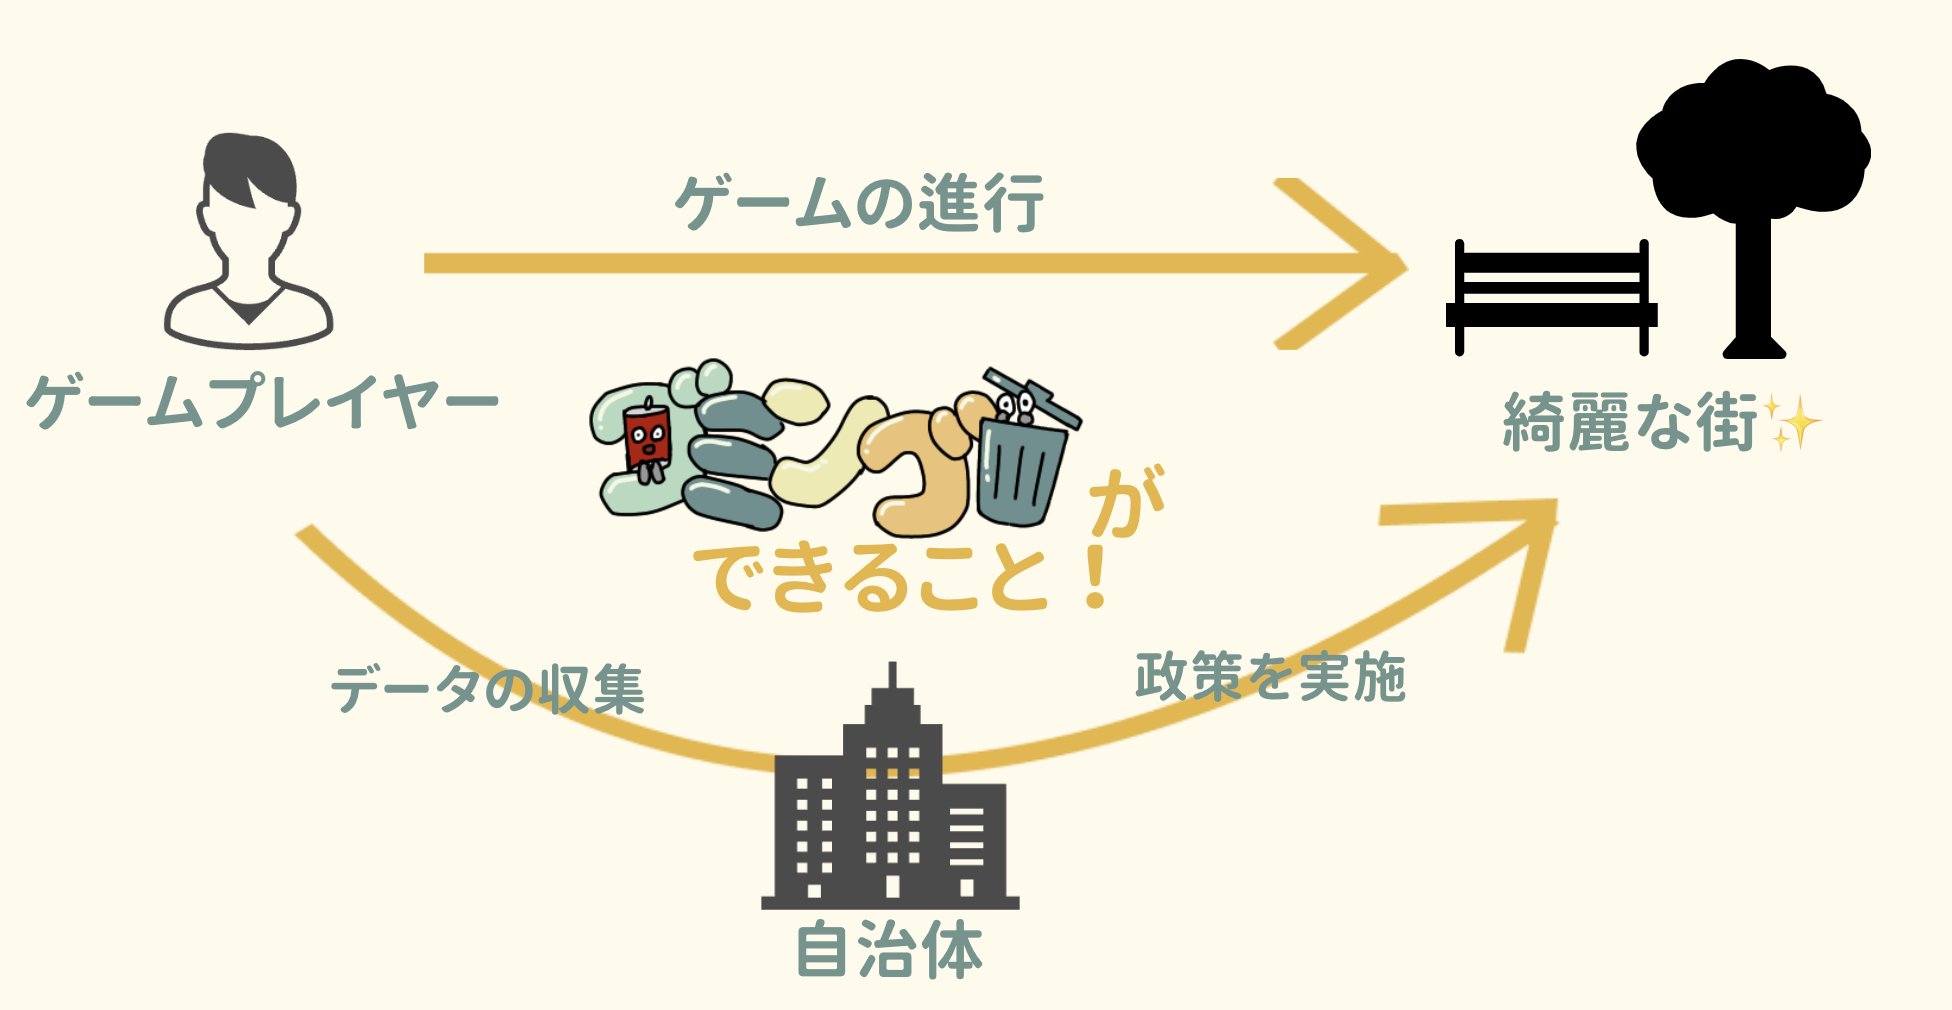 ゲームの進行
ゲームプレイヤー
綺麗な街✨
ゴミンゴが
できること！
データの収集
政策を実施
自治体